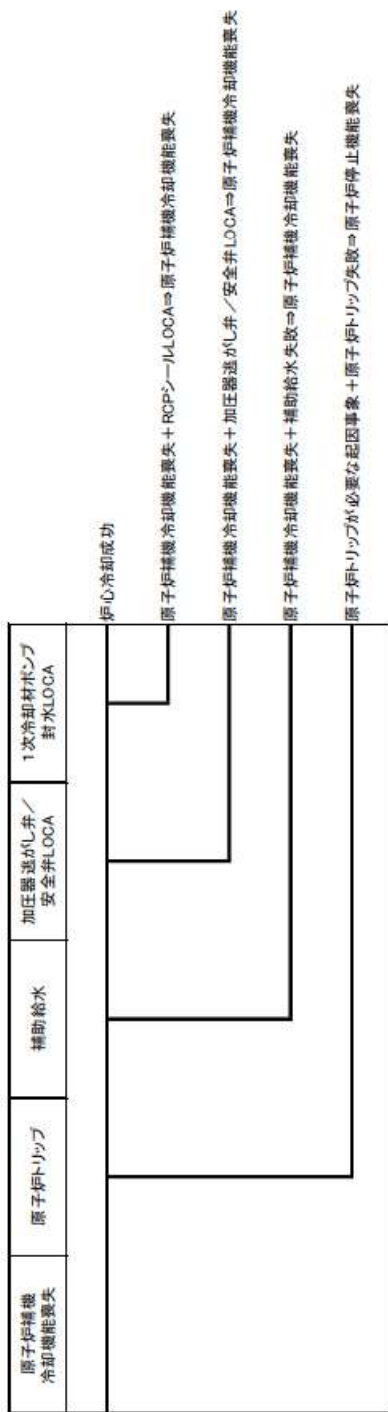 原子炉補機
冷却機能喪失
原子炉トリップ
補助給水
加圧器逃がし弁／
安全弁LOCA
1次冷却材ポンプ
封水LOCA
炉心冷却成功
原子炉補機冷却機能喪失＋RCPシールLOCA⇒原子炉補機冷却機能喪失
原子炉補機冷却機能喪失＋加圧器逃がし弁／安全弁LOCA⇒原子炉補機冷却機能喪失
原子炉補機冷却機能喪失＋補助給水失敗⇒原子炉補機冷却機能喪失
原子炉トリップが必要な起因事象＋原子炉トリップ失敗⇒原子炉停止機能喪失